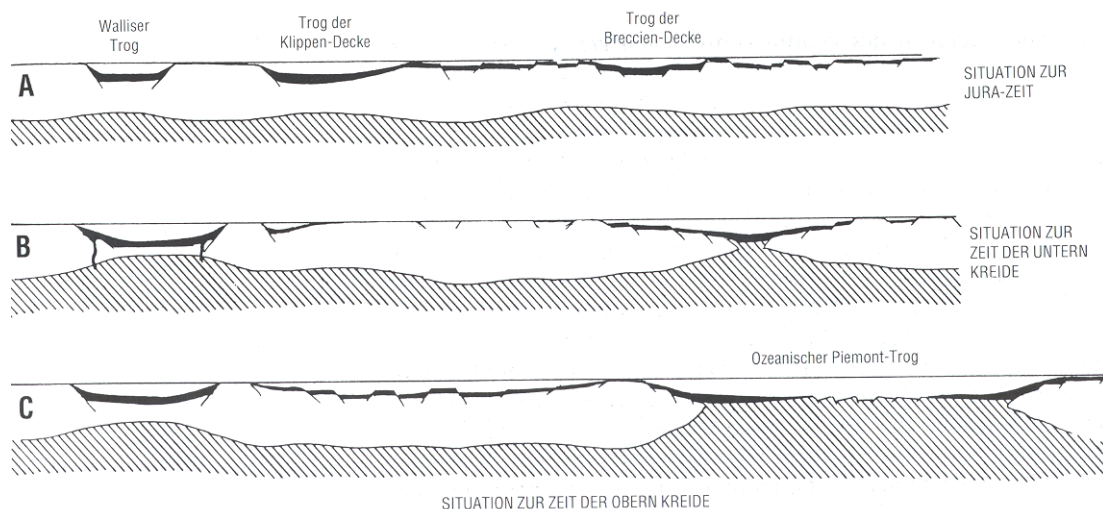 Walliser
Trog
Trog der
Klippen-Decke
Trog der
Breccien-Decke
A
SITUATION ZUR
JURA-ZEIT
B
SITUATION ZUR
ZEIT DER UNTERN
KREIDE
Ozeanischer Piemont-Trog
C
SITUATION ZUR ZEIT DER OBERN KREIDE